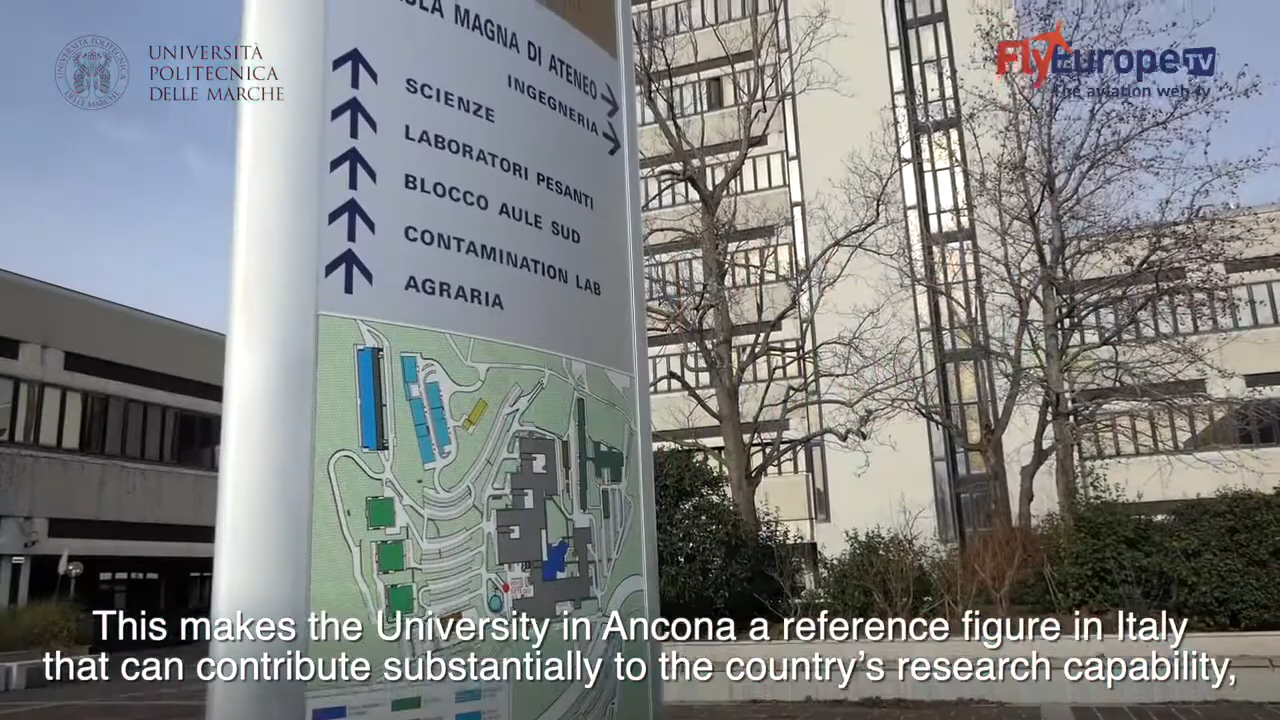 UNIVERSITÀ
POLITECNICA
DELLE MARCHE
FlyEurope TV
The aviation web tv
AULA MAGNA DI ATENEO
INGEGNERIA
SCIENZE
LABORATORI PESANTI
BLOCCO AULE SUD
CONTAMINATION LAB
AGRARIA
This makes the University in Ancona a reference figure in Italy
that can contribute substantially to the country's research capability,